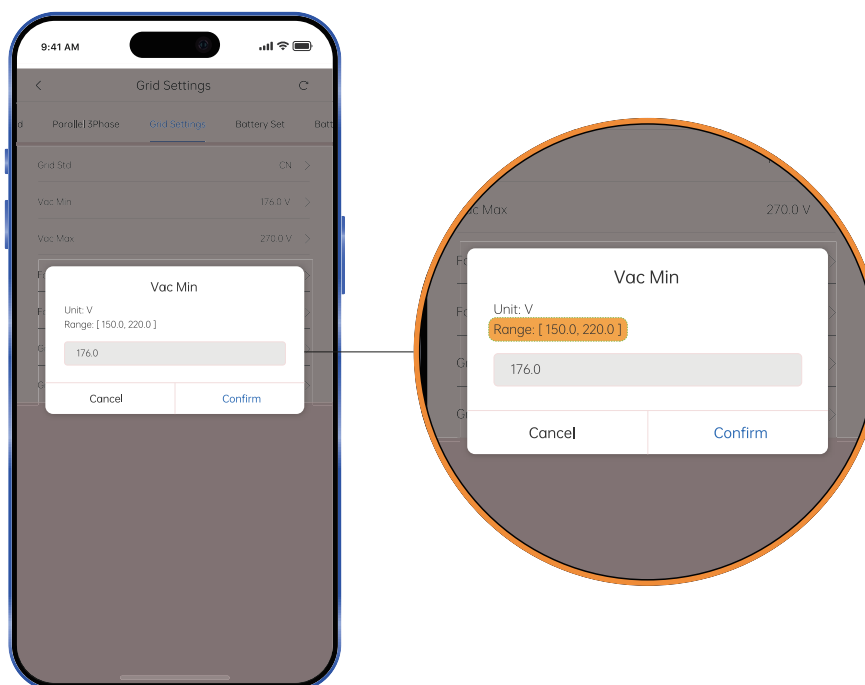 9:41 AM
Grid Settings
d Parallel 3Phase Grid Settings Battery Set Batt
Grid Std CN
Vac Min 176.0 V
Vac Max 270.0 V
F
Vac Min
Unit: V
Range: [ 150.0, 220.0 ]
176.0
Cancel Confirm
c Max 270.0 V
Vac Min
Unit: V
Range: [ 150.0, 220.0 ]
176.0
Cancel Confirm